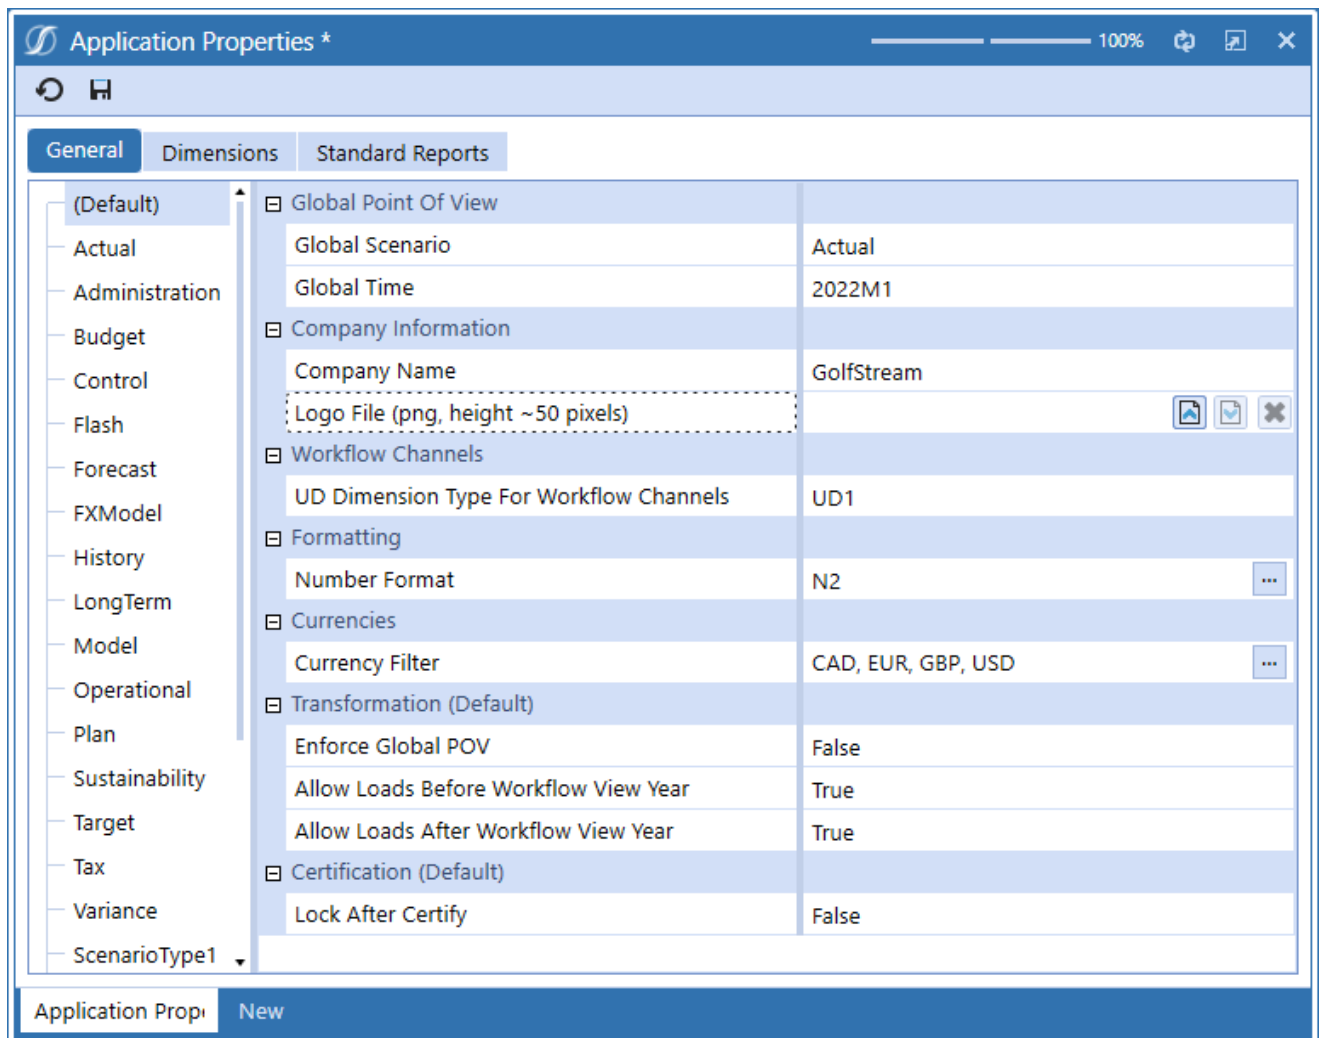 Application Properties *
100%
General
Dimensions
Standard Reports
(Default)
Actual
Administration
Budget
Control
Flash
Forecast
FXModel
History
LongTerm
Model
Operational
Plan
Sustainability
Target
Tax
Variance
ScenarioType1
Global Point Of View
Global Scenario Actual
Global Time 2022M1
Company Information
Company Name GolfStream
Logo File (png, height ~50 pixels)
Workflow Channels
UD Dimension Type For Workflow Channels UD1
Formatting
Number Format N2 ...
Currencies
Currency Filter CAD, EUR, GBP, USD ...
Transformation (Default)
Enforce Global POV False
Allow Loads Before Workflow View Year True
Allow Loads After Workflow View Year True
Certification (Default)
Lock After Certify False
Application Prop
New